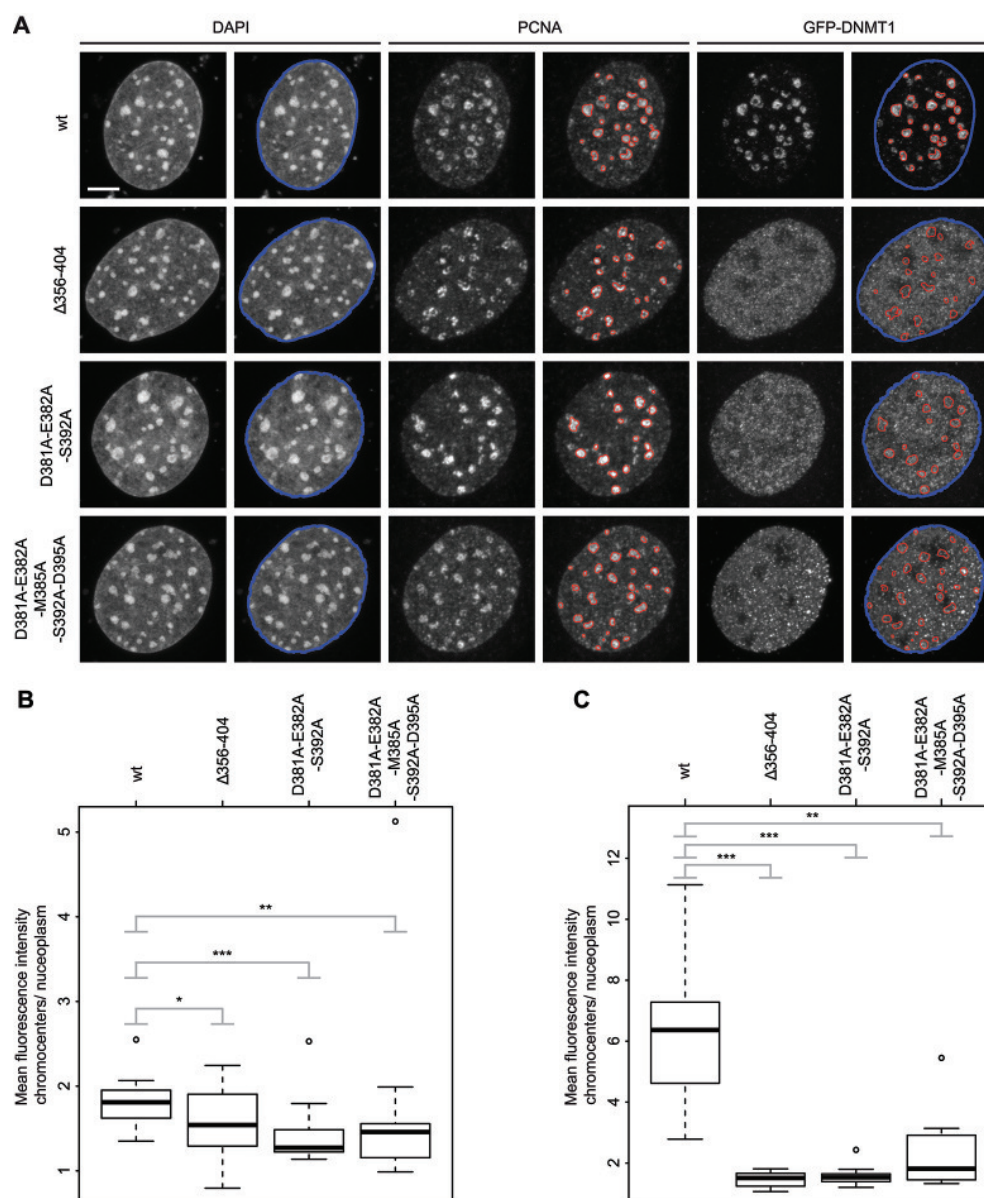 A
DAPI PCNA GFP-DNMT1
wt
Δ356-404
D381A-E382A
-S392A
D381A-E382A
-M385A
-S392A-D395A
B
wt
Δ356-404
D381A-E382A
-S392A
D381A-E382A
-M385A
-S392A-D395A
Mean fluorescence intensity
chromocenters/ nuceoplasm
5
4
3
2
1
**
***
*
C
wt
Δ356-404
D381A-E382A
-S392A
D381A-E382A
-M385A
-S392A-D395A
Mean fluorescence intensity
chromocenters/ nuceoplasm
12
10
8
6
4
2
**
***
***